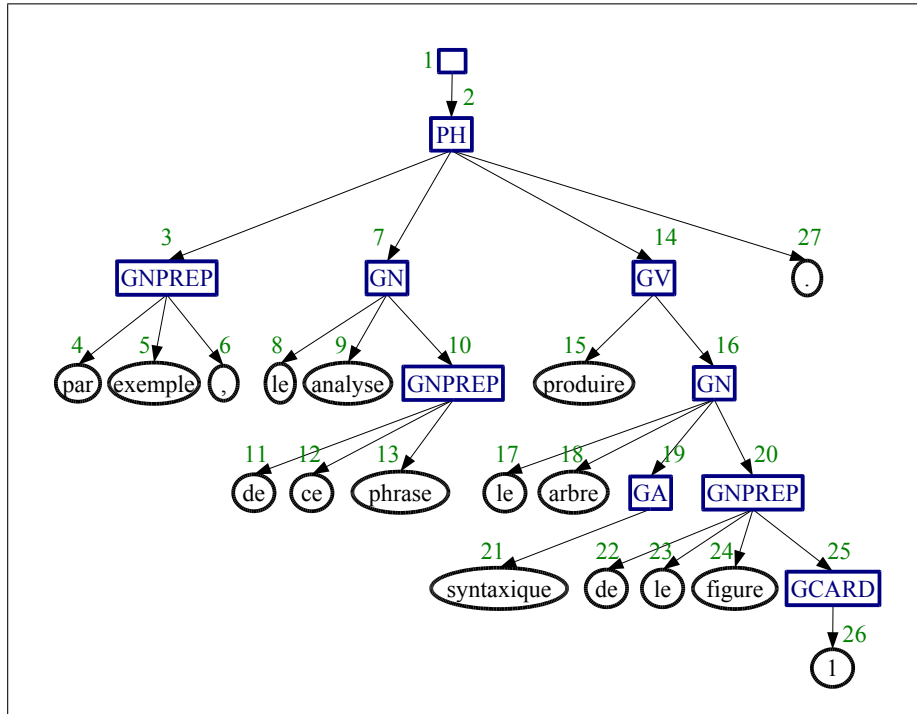 1
2
PH
3 7 14 27
GNPREP GN GV .
4 5 6 8 9 10 15 16
par exemple , le analyse GNPREP produire GN
11 12 13 17 18 19 20
de ce phrase le arbre GA GNPREP
21 22 23 24 25
syntaxique de le figure GCARD
26
1